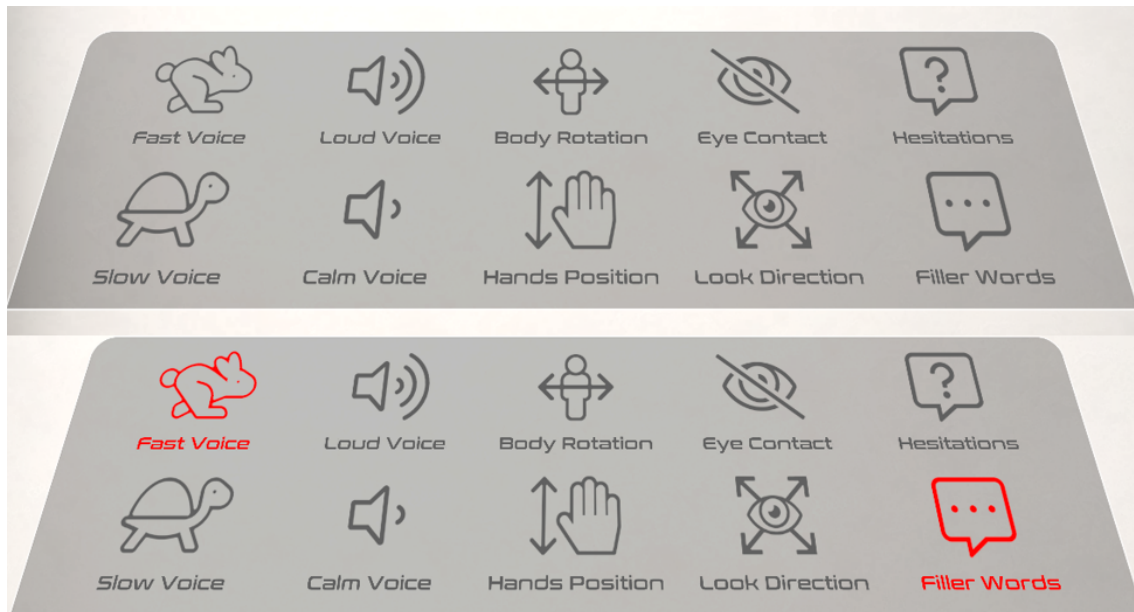 Fast Voice Loud Voice Body Rotation Eye Contact Hesitations
Slow Voice Calm Voice Hands Position Look Direction Filler Words
Fast Voice Loud Voice Body Rotation Eye Contact Hesitations
Slow Voice Calm Voice Hands Position Look Direction Filler Words